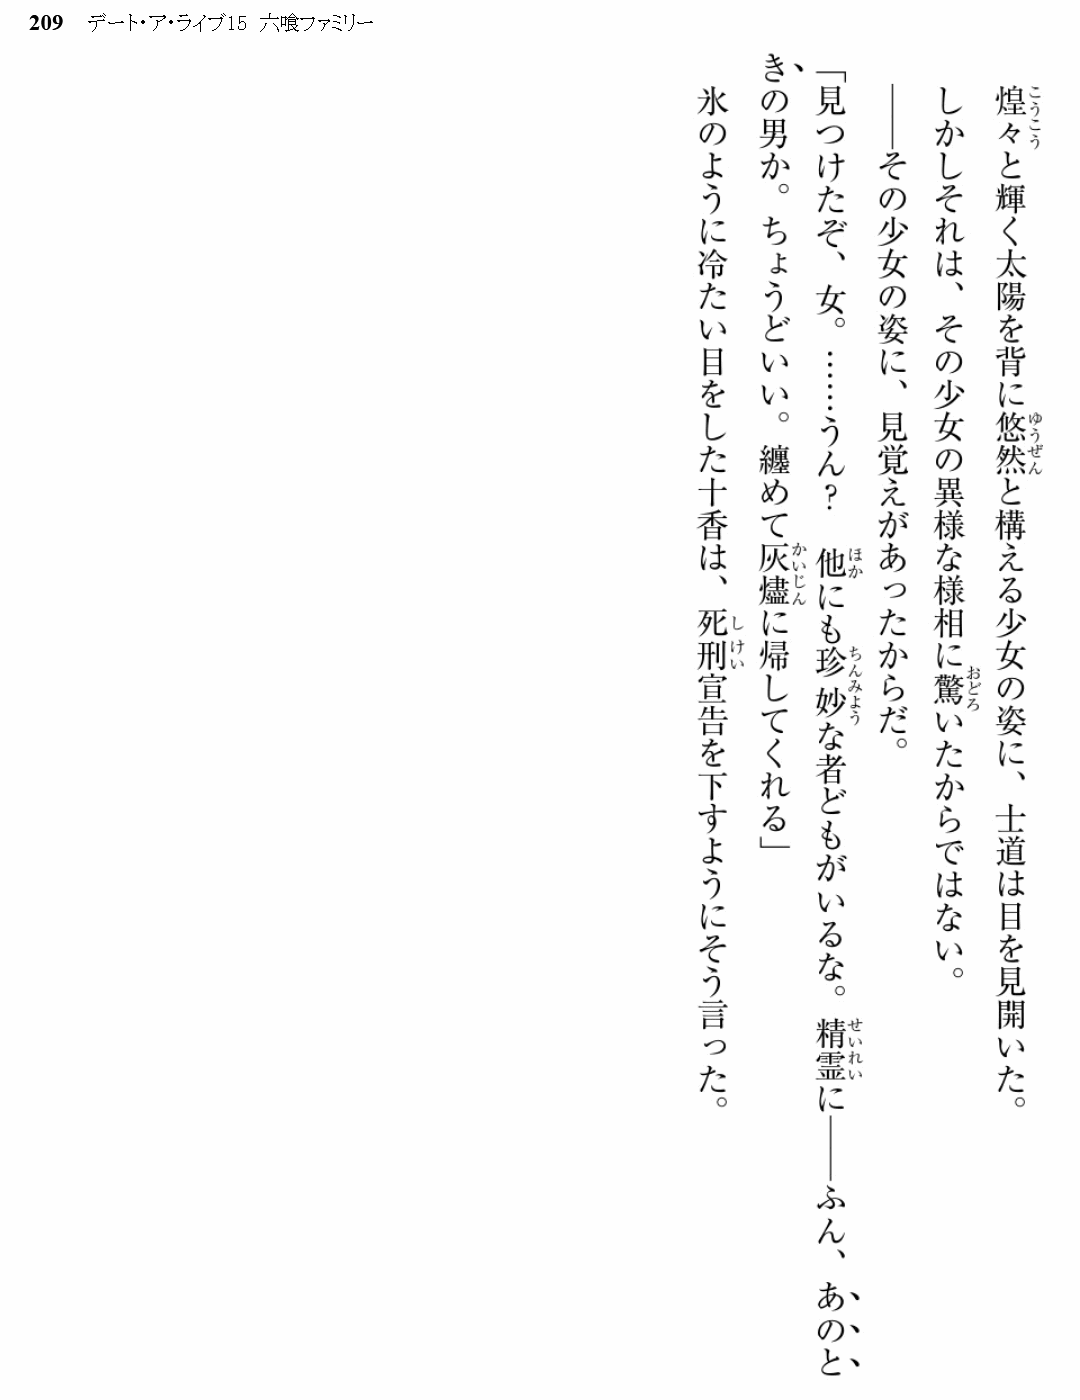 209 デート・ア・ライブ15 六喰ファミリー
煌々と輝く太陽を背に悠然と構える少女の姿に、士道は目を見開いた。
しかしそれは、その少女の異様な様相に驚いたからではない。
――その少女の姿に、見覚えがあったからだ。
「見つけたぞ、女。……うん？　他にも珍妙な者どもがいるな。精霊に――ふん、あのと
きの男か。ちょうどいい。纏めて灰燼に帰してくれる」
氷のように冷たい目をした十香は、死刑宣告を下すようにそう言った。